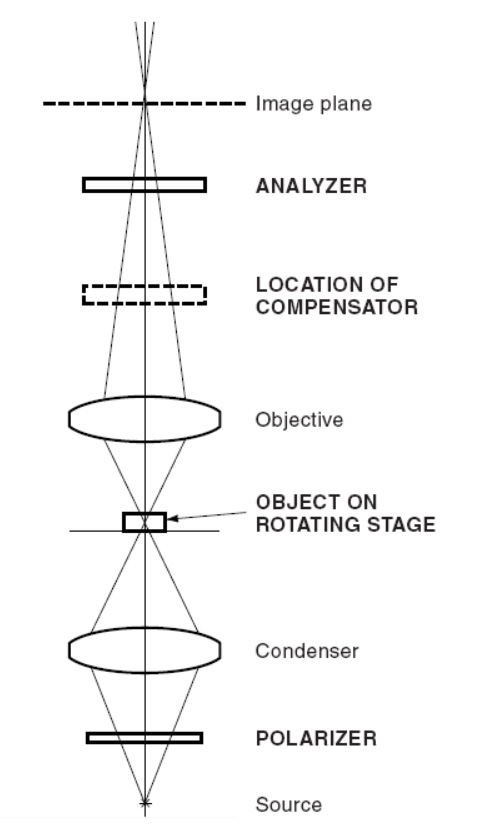 Image plane
ANALYZER
LOCATION OF
COMPENSATOR
Objective
OBJECT ON
ROTATING STAGE
Condenser
POLARIZER
Source